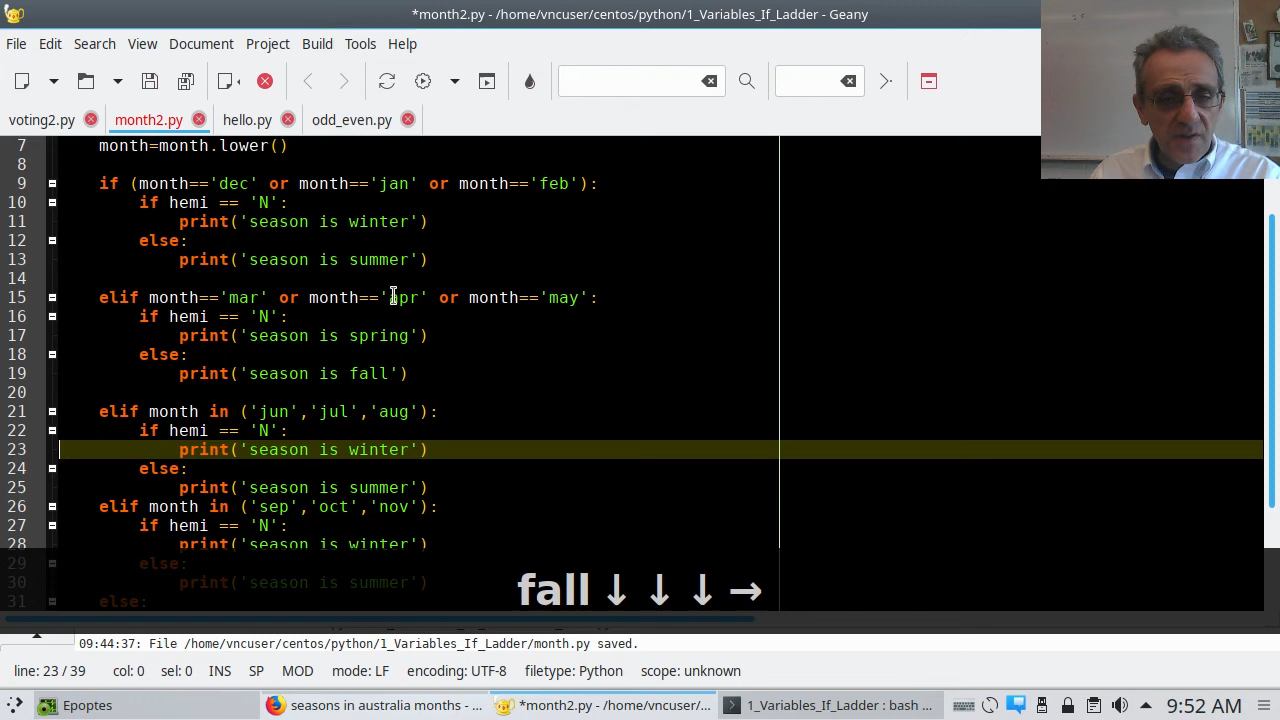 *month2.py - /home/vncuser/centos/python/1_Variables_If_Ladder - Geany
File Edit Search View Document Project Build Tools Help
voting2.py month2.py hello.py odd_even.py
7 month=month.lower()
8
9 if (month=='dec' or month=='jan' or month=='feb'):
10 if hemi == 'N':
11 print('season is winter')
12 else:
13 print('season is summer')
14
15 elif month=='mar' or month=='apr' or month=='may':
16 if hemi == 'N':
17 print('season is spring')
18 else:
19 print('season is fall')
20
21 elif month in ('jun','jul','aug'):
22 if hemi == 'N':
23 print('season is winter')
24 else:
25 print('season is summer')
26 elif month in ('sep','oct','nov'):
27 if hemi == 'N':
28 print('season is winter')
29 else:
30 print('season is summer')
31 else:
fall ↓ ↓ ↓ →
09:44:37: File /home/vncuser/centos/python/1_Variables_If_Ladder/month.py saved.
line: 23 / 39 col: 0 sel: 0 INS SP MOD mode: LF encoding: UTF-8 filetype: Python scope: unknown
Epoptes seasons in australia months - ... *month2.py - /home/vncuser/... 1_Variables_If_Ladder : bash ... 9:52 AM